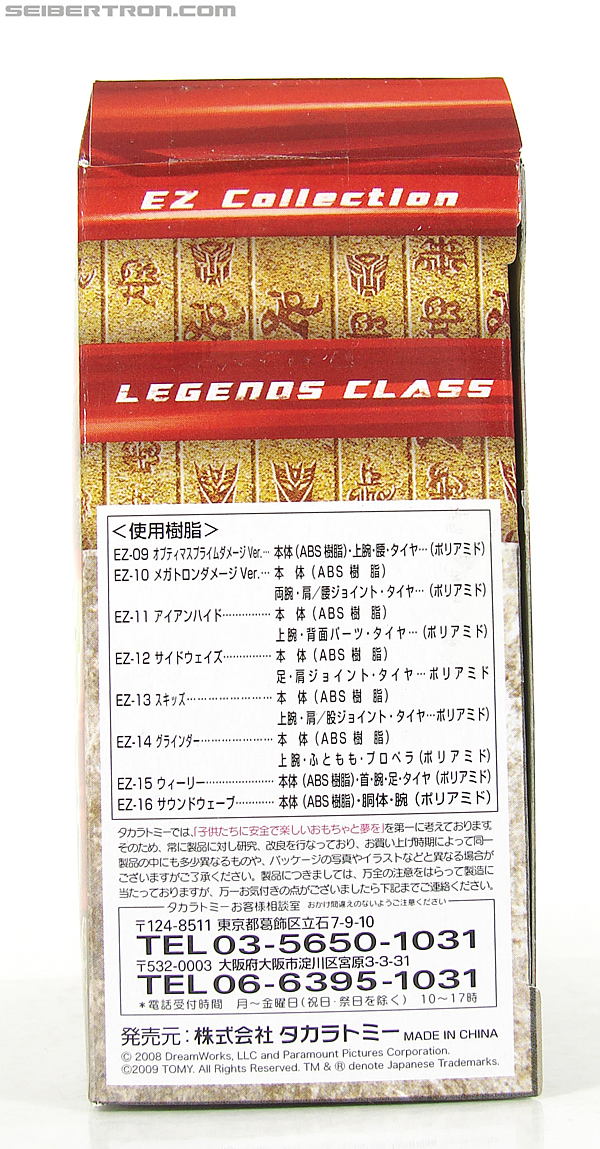 SEIBERTRON.COM
EZ Collection
LEGENDS CLASS
＜使用樹脂＞
EZ-09 オプティマスプライムダメージVer.… 本体(ABS樹脂)・上腕・腰・タイヤ…(ポリアミド)
EZ-10 メガトロンダメージVer.… 本 体(ABS 樹 脂)
両腕・肩/腰ジョイント・タイヤ…(ポリアミド)
EZ-11 アイアンハイド…………… 本 体(ABS 樹 脂)
上腕・背面パーツ・タイヤ…(ポリアミド)
EZ-12 サイドウェイズ…………… 本 体(ABS 樹 脂)
足・肩ジョイント・タイヤ…ポリアミド
EZ-13 スキッズ…………………… 本 体(ABS 樹 脂)
上腕・肩/股ジョイント・タイヤ…ポリアミド)
EZ-14 グラインダー……………… 本 体(ABS 樹 脂)
上腕・ふともも・プロペラ(ポリアミド)
EZ-15 ウィーリー………………… 本体(ABS樹脂)・首・腕・足・タイヤ(ポリアミド)
EZ-16 サウンドウェーブ………… 本体(ABS樹脂)・胴体・腕(ポリアミド)
タカラトミーでは、「子供たちに安全で楽しいおもちゃと夢を」を第一に考えております。
そのため、常に製品に対し研究、改良を行なっており、お買い上げ時期によって同一
製品の中にも多少異なるものや、パッケージの写真やイラストなどと異なる場合が
ございますがご了承ください。製品につきましては、万全の注意をはらって製造に
当たっておりますが、万一お気付きの点がございましたら下記までご連絡ください。
タカラトミーお客様相談室 おかけ間違えのないようご注意ください
〒124-8511 東京都葛飾区立石7-9-10
TEL03-5650-1031
〒532-0003 大阪府大阪市淀川区宮原3-3-31
TEL06-6395-1031
＊電話受付時間 月〜金曜日(祝日・祭日を除く) 10〜17時
発売元：株式会社 タカラトミー MADE IN CHINA
© 2008 DreamWorks, LLC and Paramount Pictures Corporation.
©2009 TOMY. All Rights Reserved. TM & ® denote Japanese Trademarks.